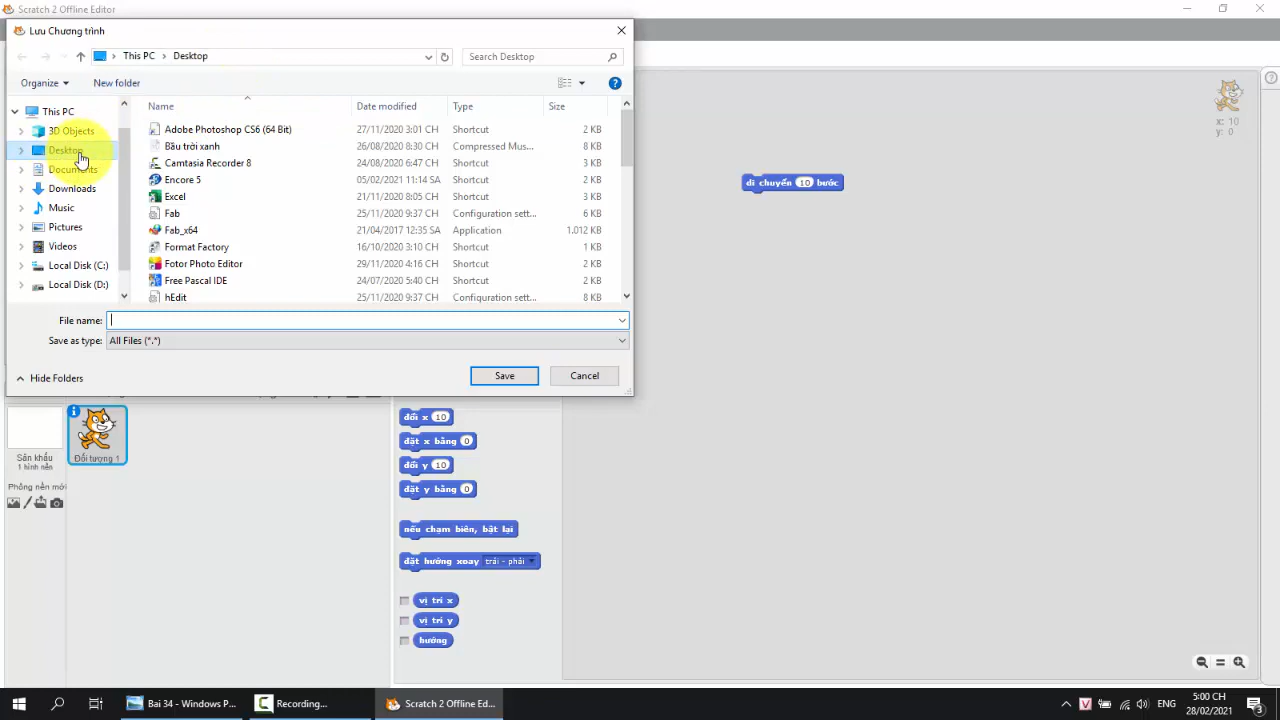 Scratch 2 Offline Editor
Lưu Chương trình
This PC
Desktop
Search Desktop
Organize
New folder
This PC
3D Objects
Desktop
Documents
Downloads
Music
Pictures
Videos
Local Disk (C:)
Local Disk (D:)
Name Date modified Type Size
Adobe Photoshop CS6 (64 Bit) 27/11/2020 3:01 CH Shortcut 2 KB
Bầu trời xanh 26/08/2020 8:30 CH Compressed Mus... 8 KB
Camtasia Recorder 8 24/08/2020 6:47 CH Shortcut 3 KB
Encore 5 05/02/2021 11:14 SA Shortcut 2 KB
Excel 21/11/2020 8:05 CH Shortcut 3 KB
Fab 25/11/2020 9:37 CH Configuration sett... 6 KB
Fab_x64 21/04/2017 12:35 SA Application 1.012 KB
Format Factory 16/10/2020 3:10 CH Shortcut 1 KB
Fotor Photo Editor 29/11/2020 4:16 CH Shortcut 2 KB
Free Pascal IDE 24/07/2020 5:40 CH Shortcut 2 KB
hEdit 25/11/2020 9:37 CH Configuration sett... 8 KB
File name:
Save as type: All Files (*.*)
Hide Folders
Save
Cancel
x: 10
y: 0
di chuyển 10 bước
Sân khấu
1 hình nền
Phông nền mới
Đối tượng 1
đổi x 10
đặt x bằng 0
đổi y 10
đặt y bằng 0
nếu chạm biên, bật lại
đặt hướng xoay trái - phải
vị trí x
vị trí y
hướng
Bai 34 - Windows P...
Recording...
Scratch 2 Offline Ed...
ENG
5:00 CH
28/02/2021
3